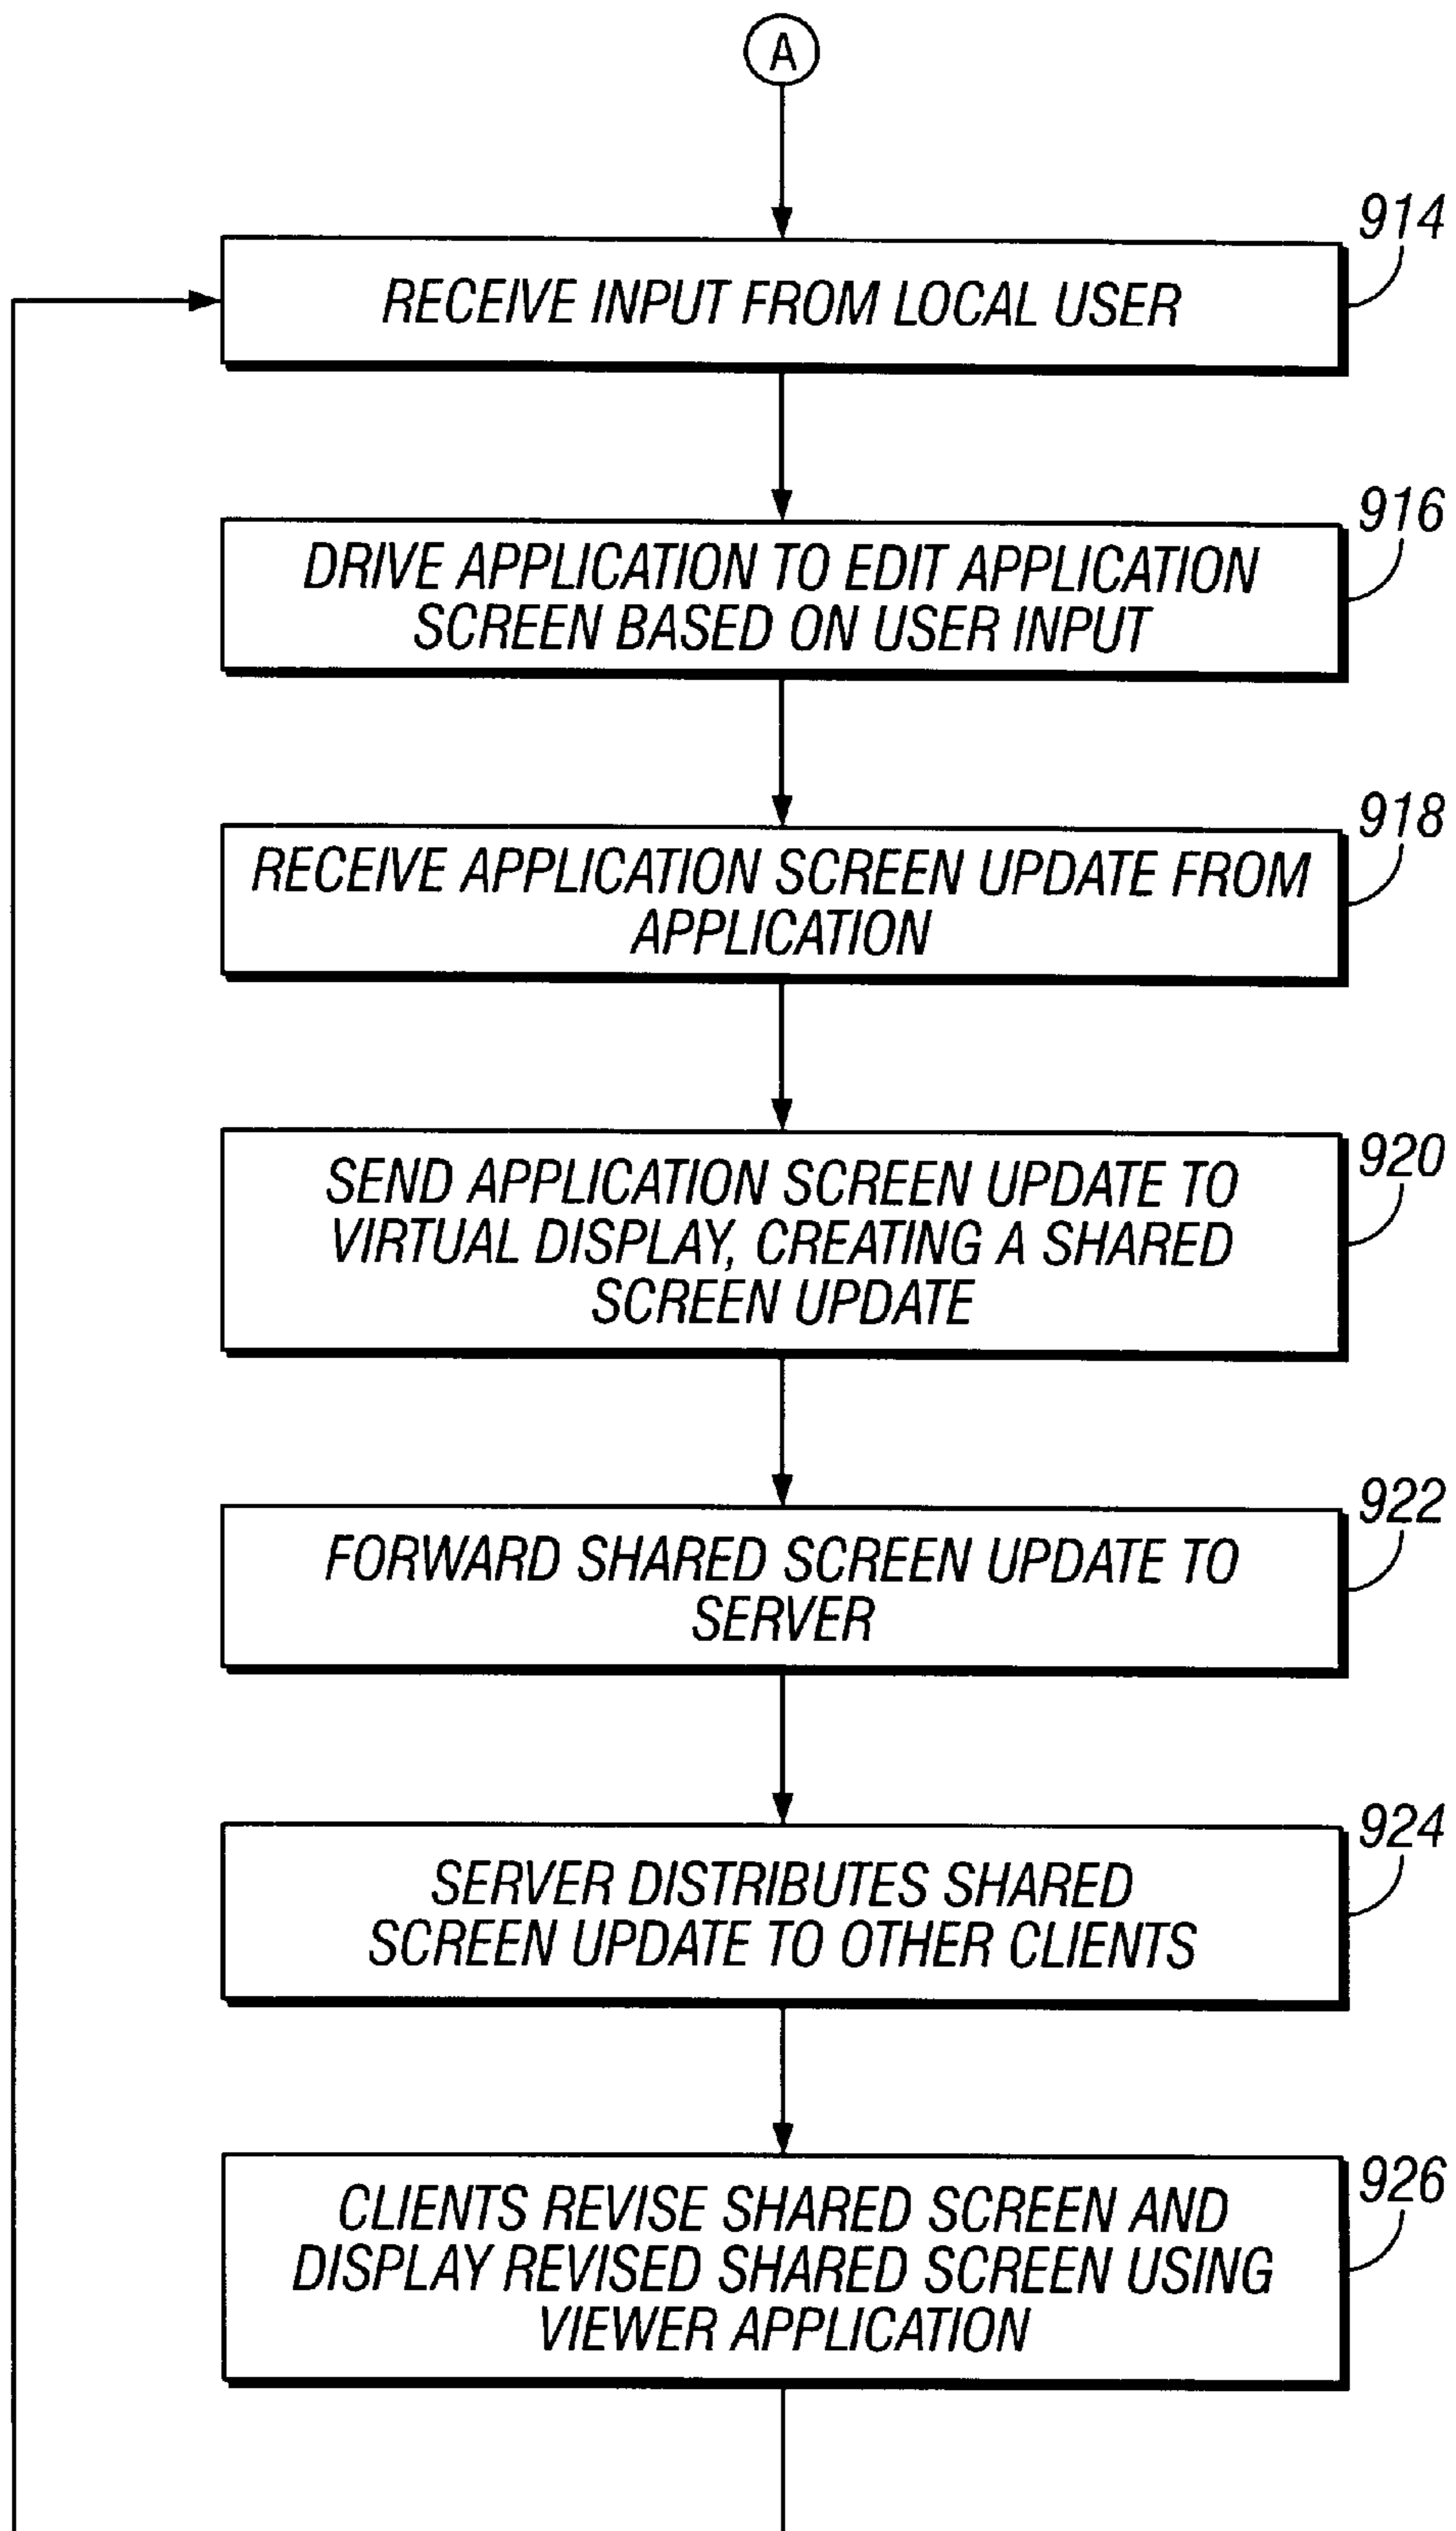 A
914
RECEIVE INPUT FROM LOCAL USER
916
DRIVE APPLICATION TO EDIT APPLICATION
SCREEN BASED ON USER INPUT
918
RECEIVE APPLICATION SCREEN UPDATE FROM
APPLICATION
920
SEND APPLICATION SCREEN UPDATE TO
VIRTUAL DISPLAY, CREATING A SHARED
SCREEN UPDATE
922
FORWARD SHARED SCREEN UPDATE TO
SERVER
924
SERVER DISTRIBUTES SHARED
SCREEN UPDATE TO OTHER CLIENTS
926
CLIENTS REVISE SHARED SCREEN AND
DISPLAY REVISED SHARED SCREEN USING
VIEWER APPLICATION